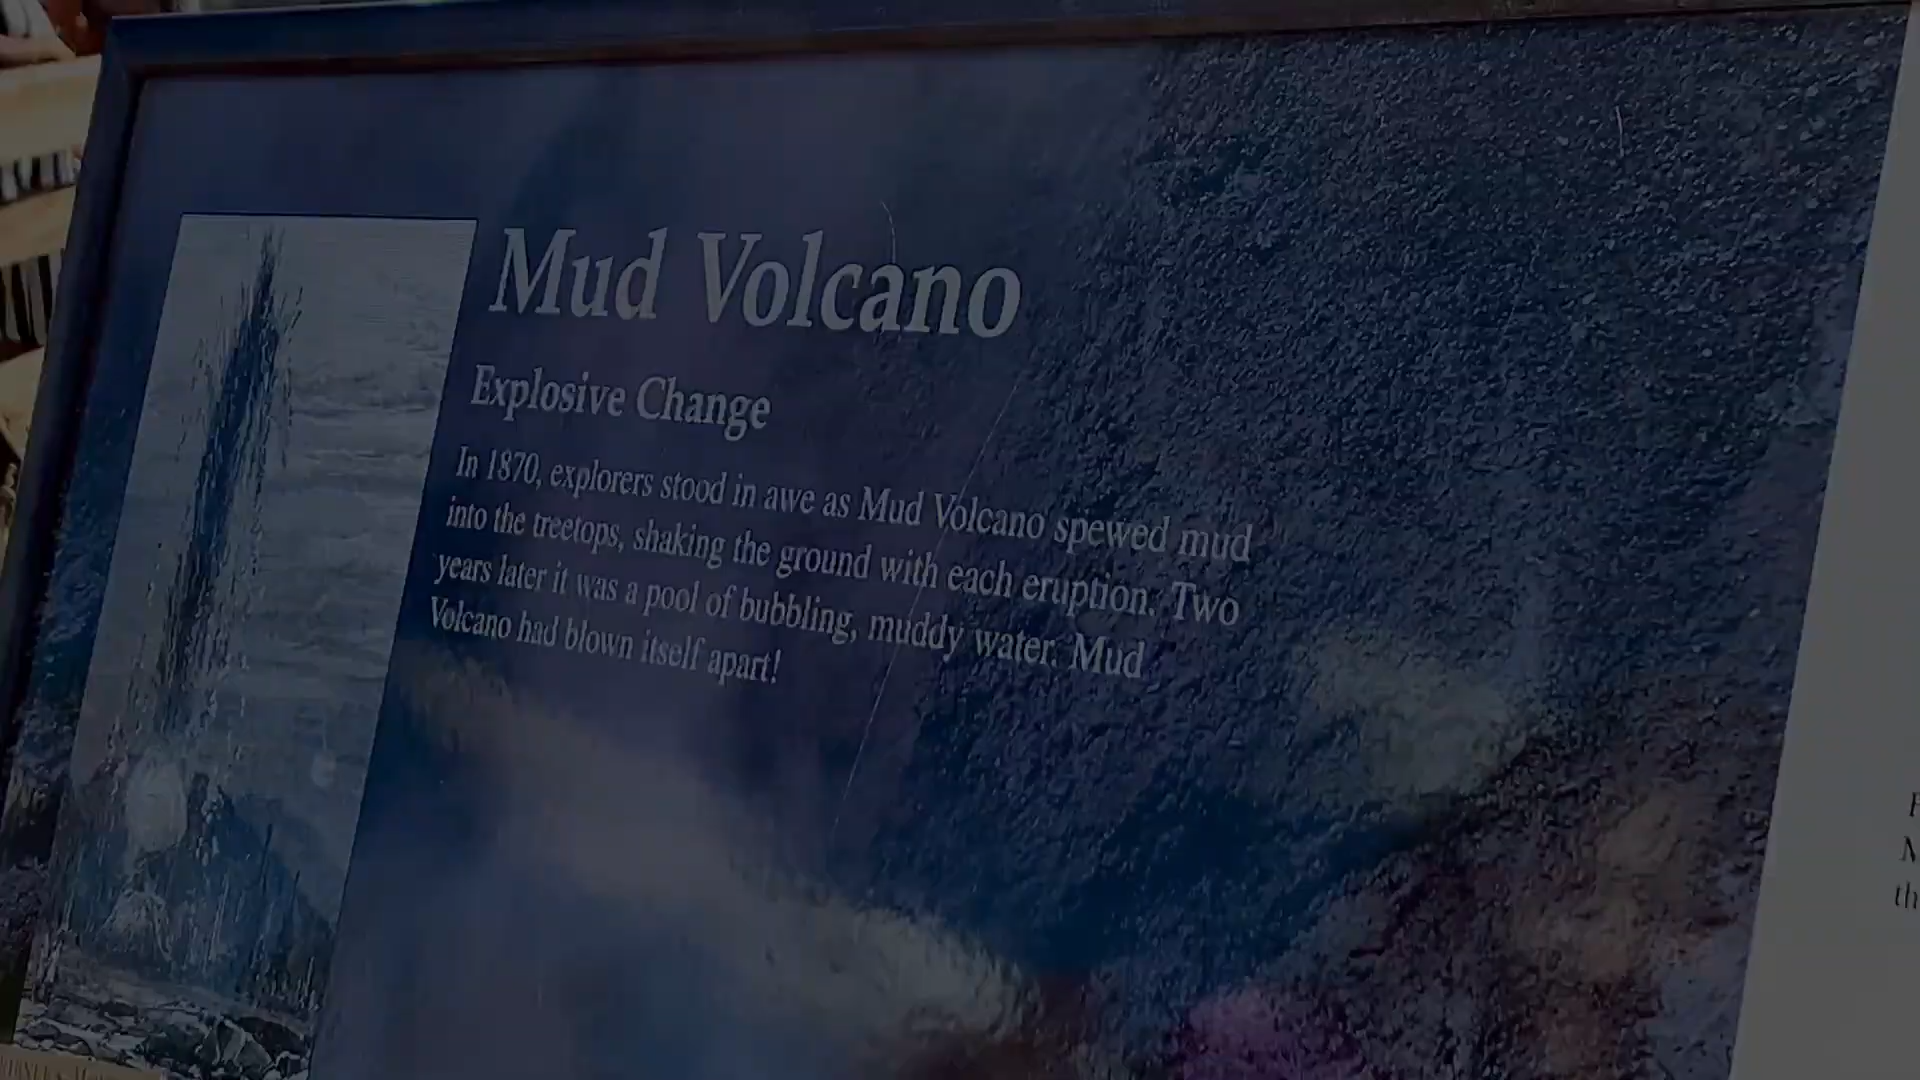 Mud Volcano
Explosive Change
In 1870, explorers stood in awe as Mud Volcano spewed mud
into the treetops, shaking the ground with each eruption. Two
years later it was a pool of bubbling, muddy water. Mud
Volcano had blown itself apart!